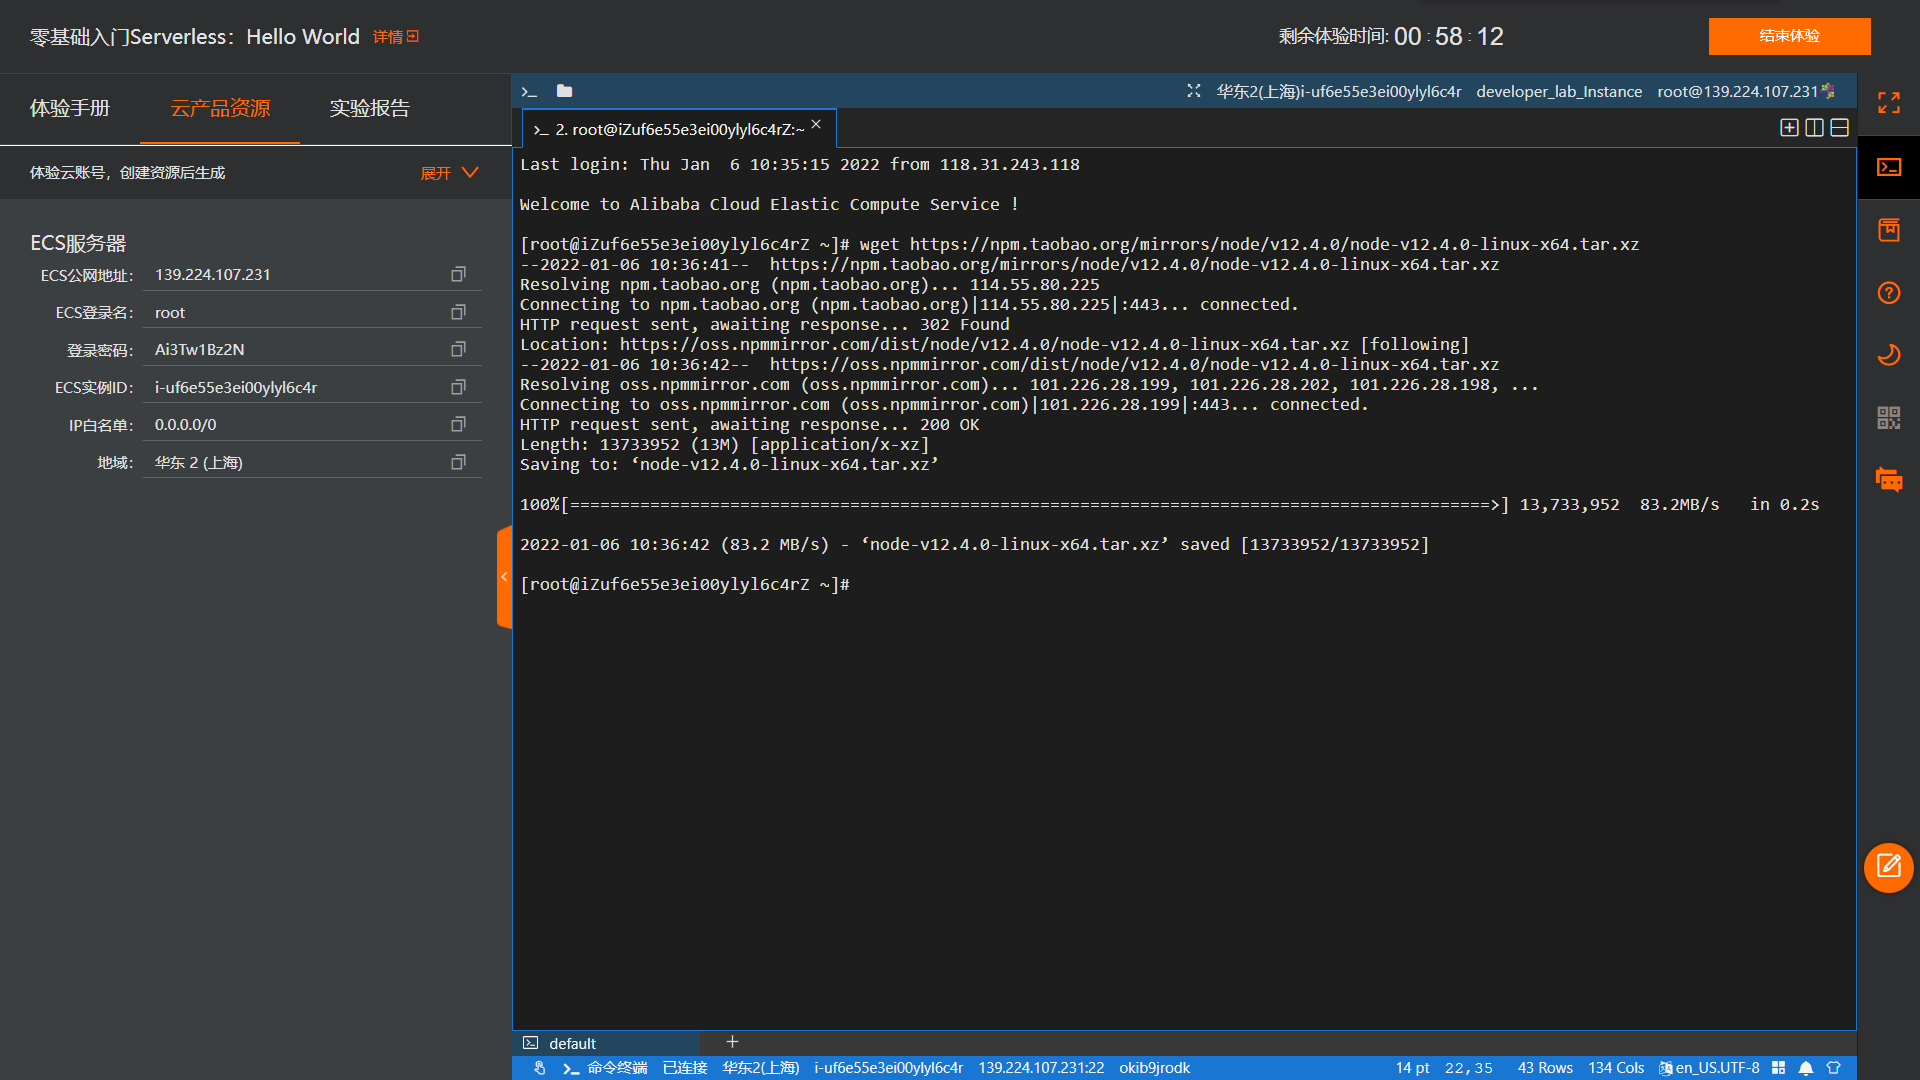 零基础入门Serverless：Hello World 详情
剩余体验时间: 00 : 58 : 12
结束体验
体验手册 云产品资源 实验报告
体验云账号，创建资源后生成 展开
ECS服务器
ECS公网地址： 139.224.107.231
ECS登录名： root
登录密码： Ai3Tw1Bz2N
ECS实例ID： i-uf6e55e3ei00ylyl6c4r
IP白名单： 0.0.0.0/0
地域： 华东 2 (上海)
华东2(上海)i-uf6e55e3ei00ylyl6c4r developer_lab_Instance root@139.224.107.231
2. root@iZuf6e55e3ei00ylyl6c4rZ:~
Last login: Thu Jan  6 10:35:15 2022 from 118.31.243.118
Welcome to Alibaba Cloud Elastic Compute Service !
[root@iZuf6e55e3ei00ylyl6c4rZ ~]# wget https://npm.taobao.org/mirrors/node/v12.4.0/node-v12.4.0-linux-x64.tar.xz
--2022-01-06 10:36:41--  https://npm.taobao.org/mirrors/node/v12.4.0/node-v12.4.0-linux-x64.tar.xz
Resolving npm.taobao.org (npm.taobao.org)... 114.55.80.225
Connecting to npm.taobao.org (npm.taobao.org)|114.55.80.225|:443... connected.
HTTP request sent, awaiting response... 302 Found
Location: https://oss.npmmirror.com/dist/node/v12.4.0/node-v12.4.0-linux-x64.tar.xz [following]
--2022-01-06 10:36:42--  https://oss.npmmirror.com/dist/node/v12.4.0/node-v12.4.0-linux-x64.tar.xz
Resolving oss.npmmirror.com (oss.npmmirror.com)... 101.226.28.199, 101.226.28.202, 101.226.28.198, ...
Connecting to oss.npmmirror.com (oss.npmmirror.com)|101.226.28.199|:443... connected.
HTTP request sent, awaiting response... 200 OK
Length: 13733952 (13M) [application/x-xz]
Saving to: ‘node-v12.4.0-linux-x64.tar.xz’
100%[============================================================================================>] 13,733,952  83.2MB/s   in 0.2s
2022-01-06 10:36:42 (83.2 MB/s) - ‘node-v12.4.0-linux-x64.tar.xz’ saved [13733952/13733952]
[root@iZuf6e55e3ei00ylyl6c4rZ ~]#
default
命令终端 已连接 华东2(上海) i-uf6e55e3ei00ylyl6c4r 139.224.107.231:22 okib9jrodk 14 pt 22,35 43 Rows 134 Cols en_US.UTF-8